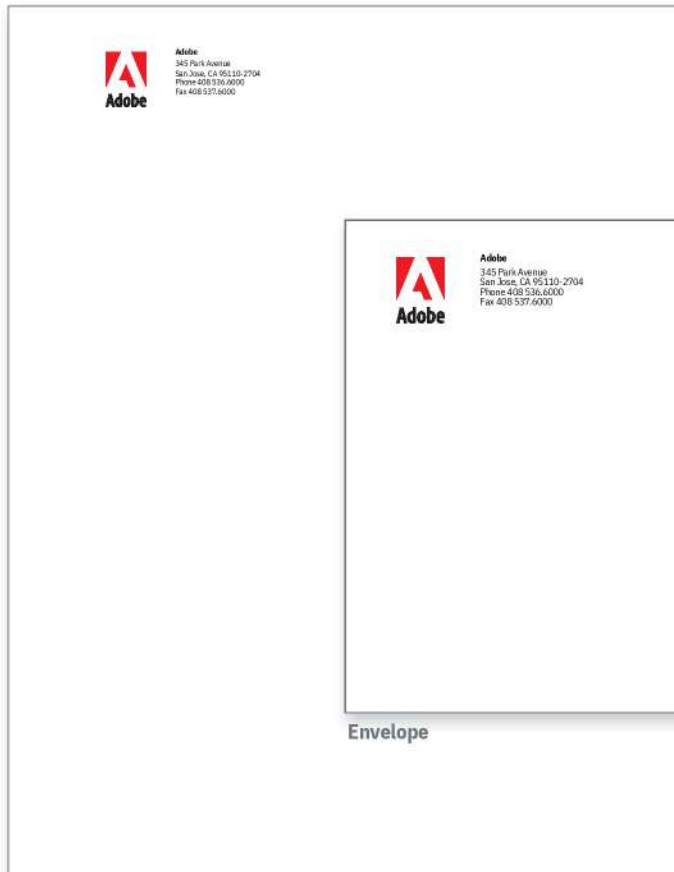 Adobe
345 Park Avenue
San Jose, CA 95110-2704
Phone 408 536.6000
Fax 408 537.6000
Adobe
Adobe
345 Park Avenue
San Jose, CA 95110-2704
Phone 408 536.6000
Fax 408 537.6000
Adobe
Envelope